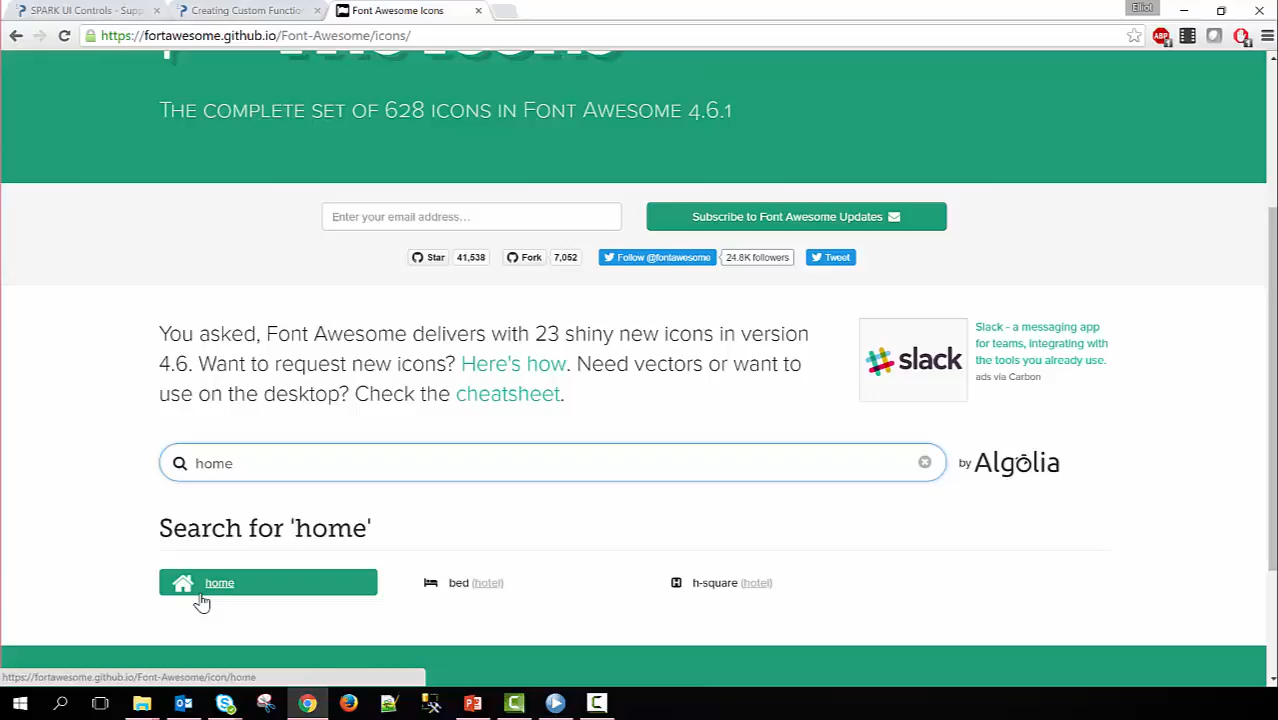 SPARK UI Controls - Supp
Creating Custom Functio
Font Awesome Icons
Eliot
https://fortawesome.github.io/Font-Awesome/icons/
ABP
THE COMPLETE SET OF 628 ICONS IN FONT AWESOME 4.6.1
Enter your email address...
Subscribe to Font Awesome Updates
Star
41,538
Fork
7,052
Follow @fontawesome
24.8K followers
Tweet
You asked, Font Awesome delivers with 23 shiny new icons in version
4.6. Want to request new icons? Here's how. Need vectors or want to
use on the desktop? Check the cheatsheet.
slack
Slack - a messaging app
for teams, integrating with
the tools you already use.
ads via Carbon
home
by Algolia
Search for 'home'
home
bed (hotel)
h-square (hotel)
https://fortawesome.github.io/Font-Awesome/icon/home